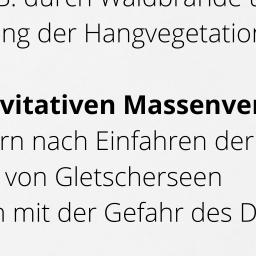 B. durch Waldbrände
ng der Hangvegetation
vitativen Massenver
rn nach Einfahren der
von Gletscherseen
mit der Gefahr des D